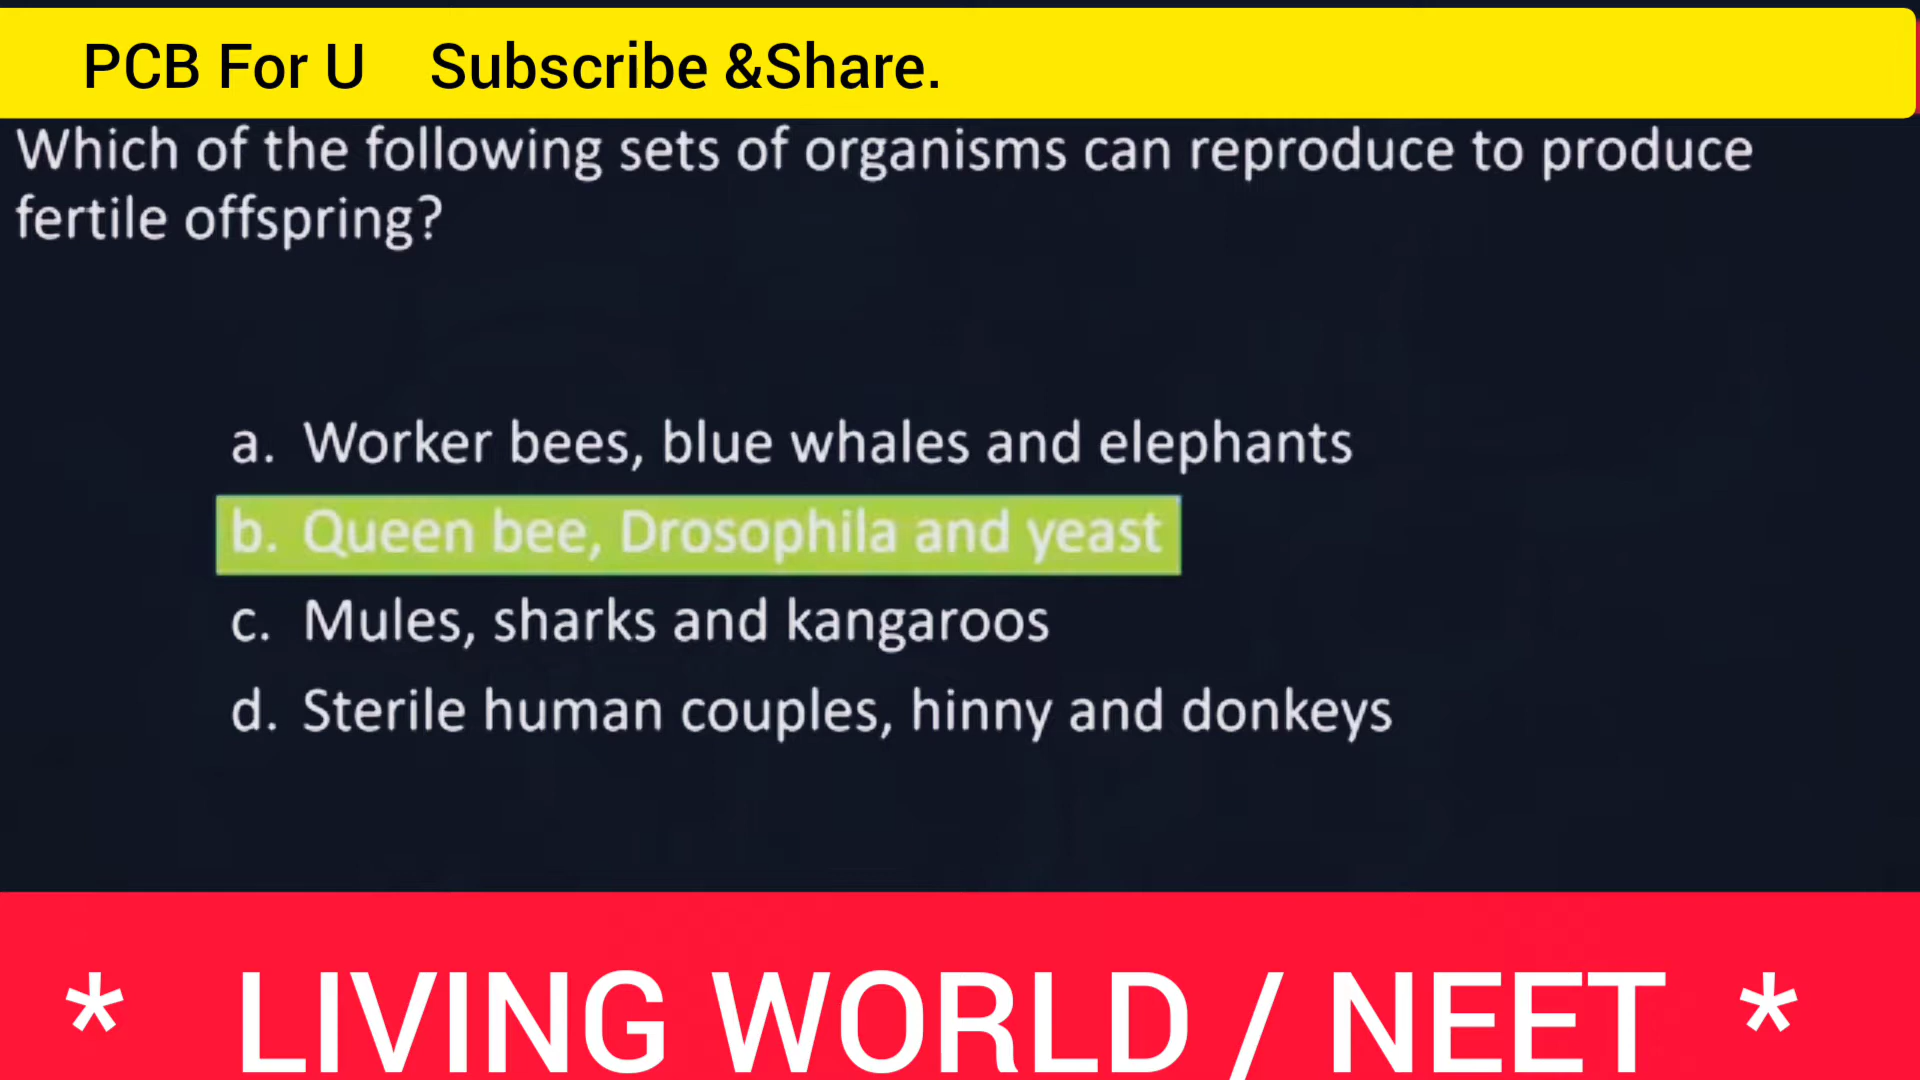 PCB For U Subscribe &Share.
Which of the following sets of organisms can reproduce to produce
fertile offspring?
a. Worker bees, blue whales and elephants
b. Queen bee, Drosophila and yeast
c. Mules, sharks and kangaroos
d. Sterile human couples, hinny and donkeys
* LIVING WORLD / NEET *